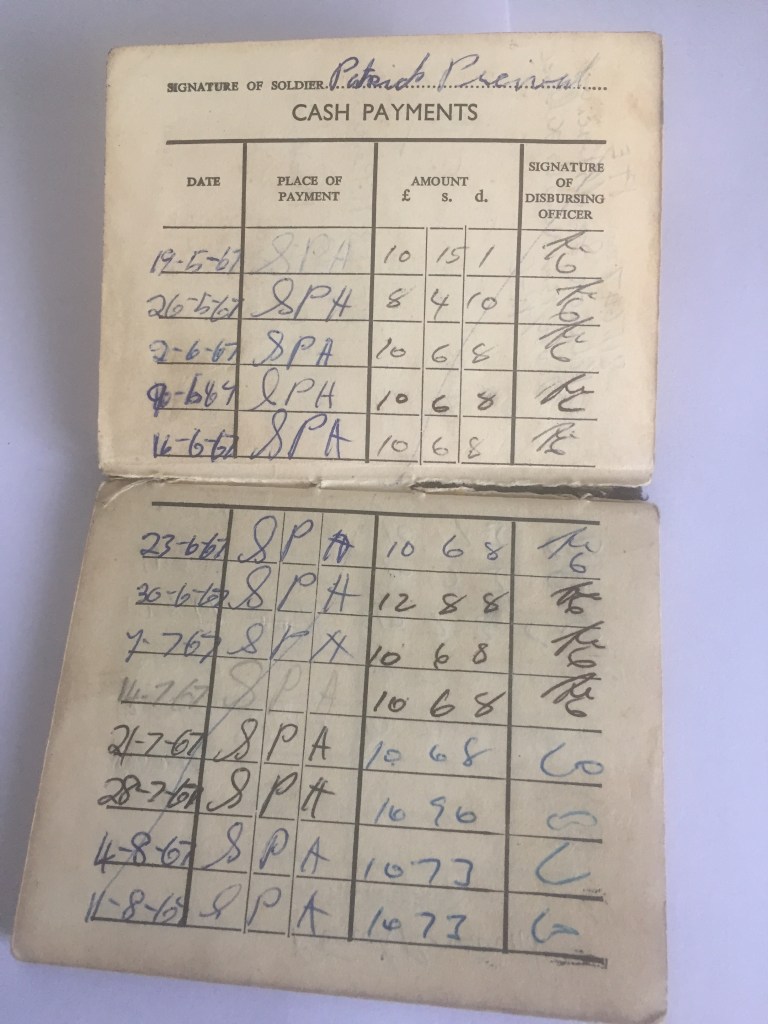 SIGNATURE OF SOLDIER Patrick
CASH PAYMENTS
DATE PLACE OF PAYMENT AMOUNT £ s. d. SIGNATURE OF DISBURSING OFFICER
19-5-67 SPA 10 15 1
26-5-67 SPA 8 4 10
2-6-67 SPA 10 6 8
SPA 10 6 8
16-6-67 SPA 10 6 8
23-6-67 SPA 10 6 8
30-6-67 SPA 12 8 8
7-7-67 SPA 10 6 8
14-7-67 SPA 10 6 8
21-7-67 SPA 10 6 8
28-7-67 SPA 10 9 6
4-8-67 SPA 10 7 3
11-8-67 SPA 10 7 3